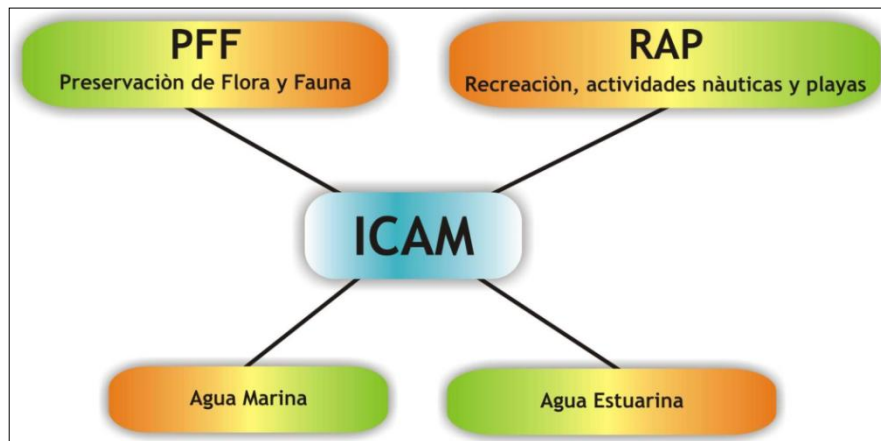 PFF
Preservaciòn de Flora y Fauna
RAP
Recreaciòn, actividades nàuticas y playas
ICAM
Agua Marina
Agua Estuarina